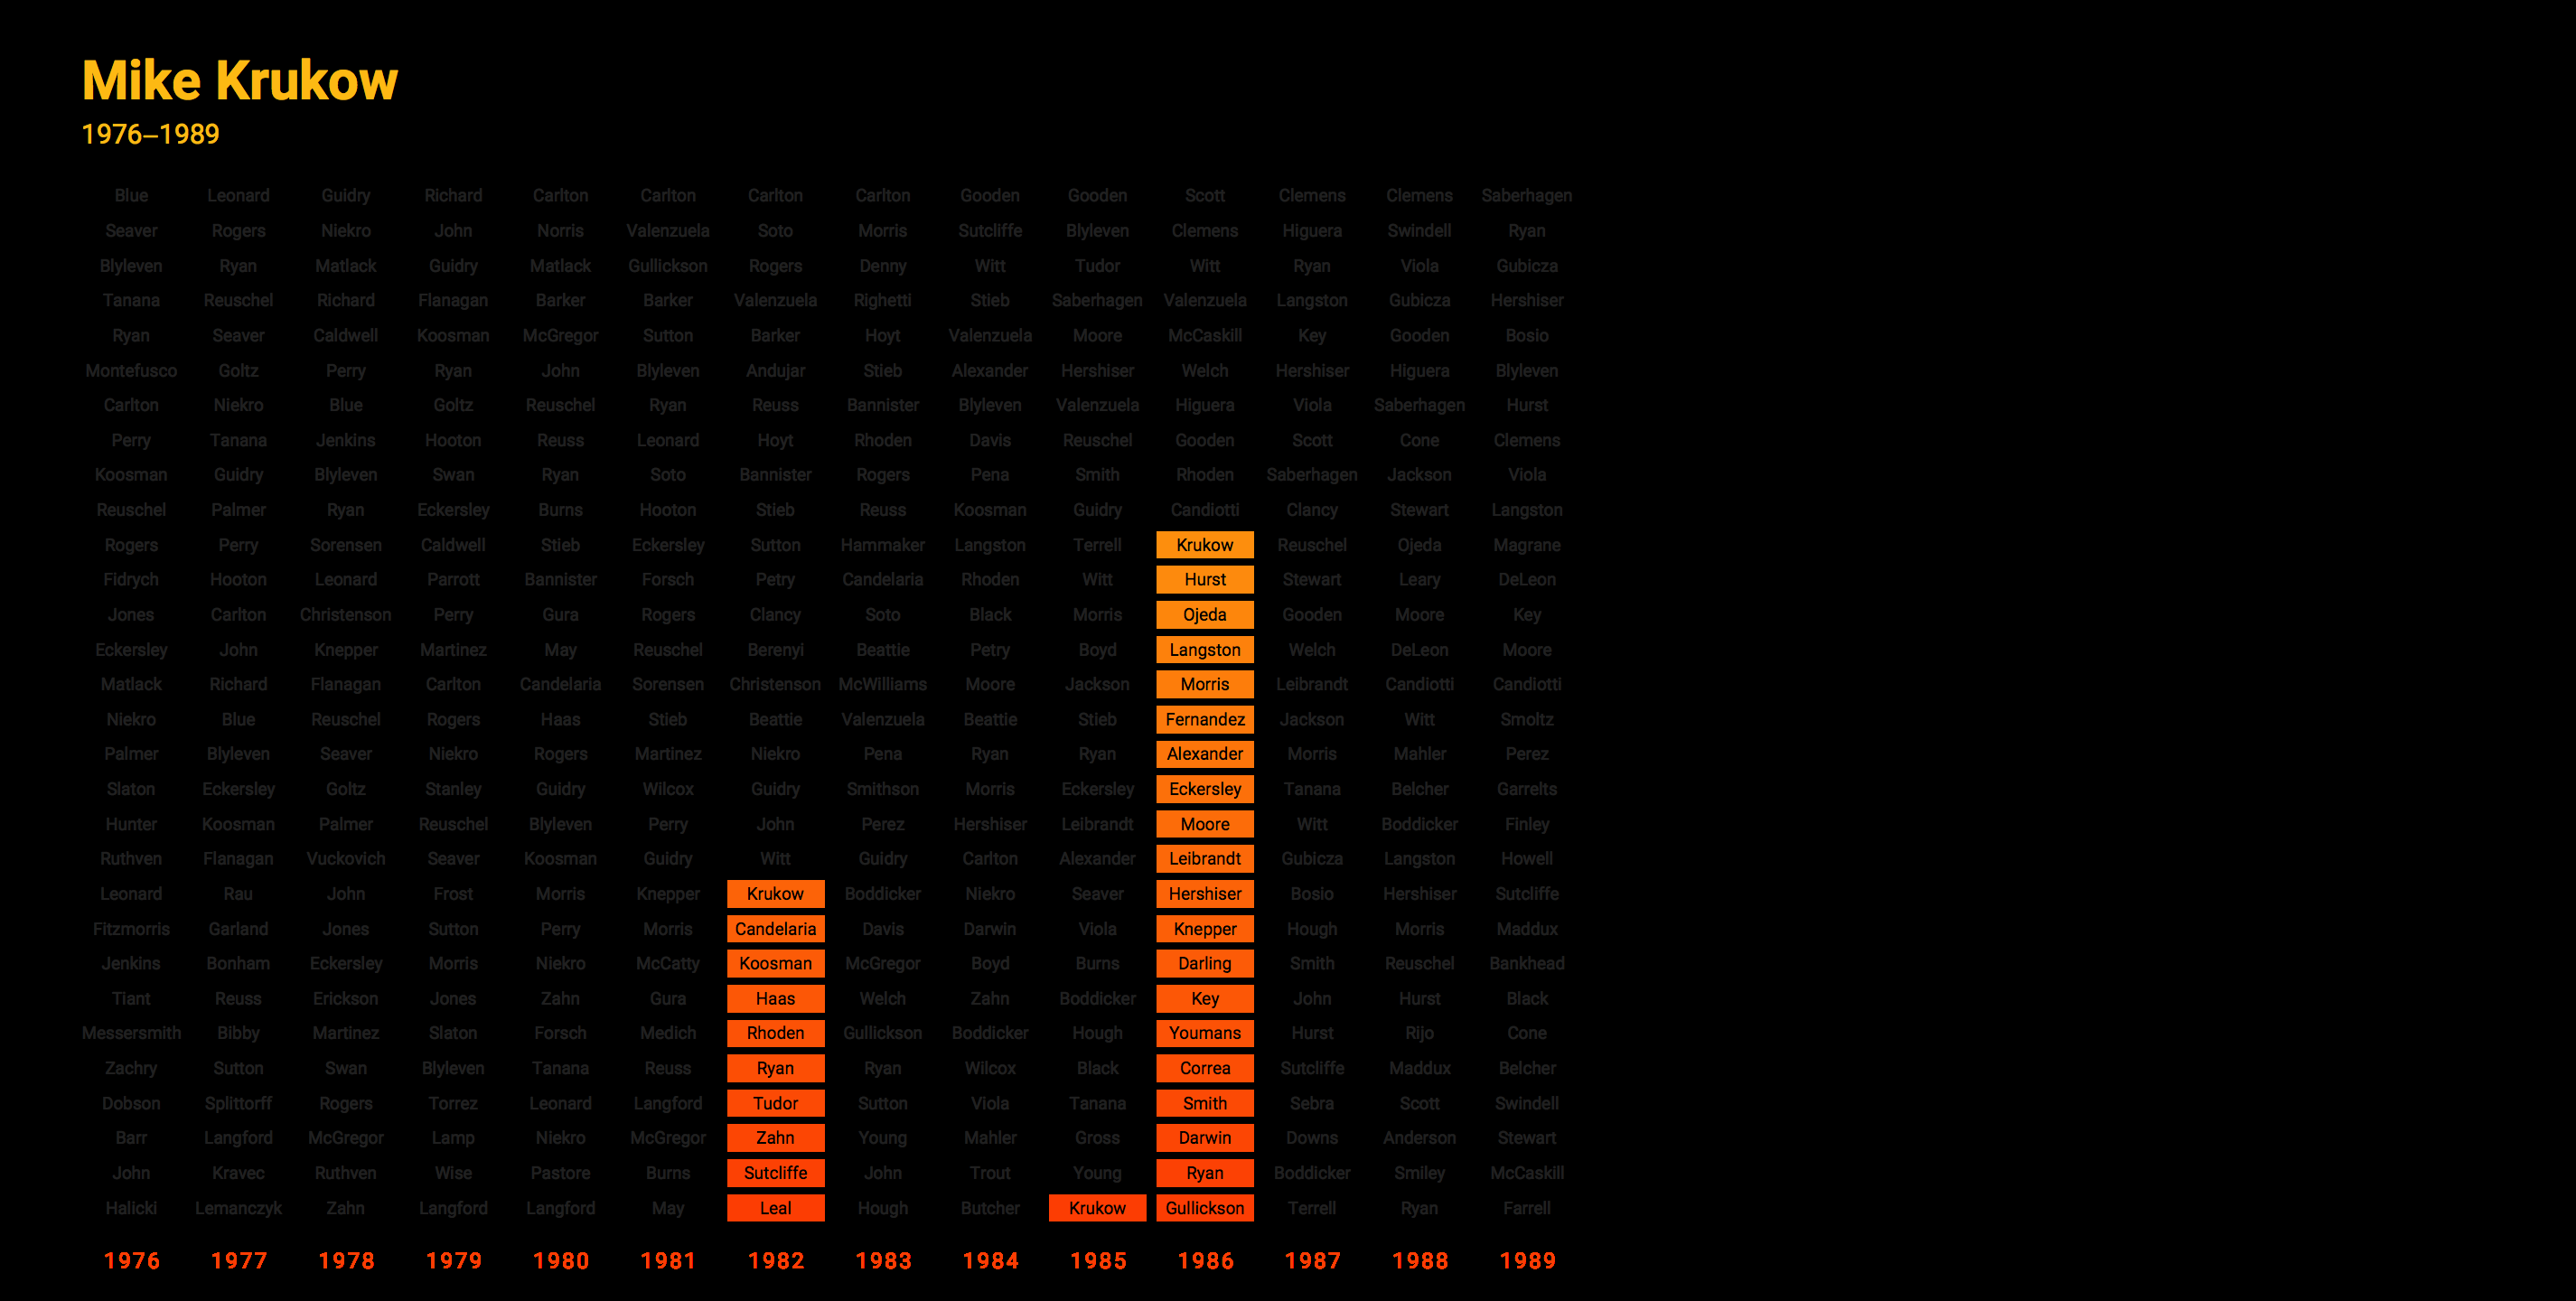 Mike Krukow
1976–1989
Blue Leonard Guidry Richard Carlton Carlton Carlton Carlton Gooden Gooden Scott Clemens Clemens Saberhagen
Seaver Rogers Niekro John Norris Valenzuela Soto Morris Sutcliffe Blyleven Clemens Higuera Swindell Ryan
Blyleven Ryan Matlack Guidry Matlack Gullickson Rogers Denny Witt Tudor Witt Ryan Viola Gubicza
Tanana Reuschel Richard Flanagan Barker Barker Valenzuela Righetti Stieb Saberhagen Valenzuela Langston Gubicza Hershiser
Ryan Seaver Caldwell Koosman McGregor Sutton Barker Hoyt Valenzuela Moore McCaskill Key Gooden Bosio
Montefusco Goltz Perry Ryan John Blyleven Andujar Stieb Alexander Hershiser Welch Hershiser Higuera Blyleven
Carlton Niekro Blue Goltz Reuschel Ryan Reuss Bannister Blyleven Valenzuela Higuera Viola Saberhagen Hurst
Perry Tanana Jenkins Hooton Reuss Leonard Hoyt Rhoden Davis Reuschel Gooden Scott Cone Clemens
Koosman Guidry Blyleven Swan Ryan Soto Bannister Rogers Pena Smith Rhoden Saberhagen Jackson Viola
Reuschel Palmer Ryan Eckersley Burns Hooton Stieb Reuss Koosman Guidry Candiotti Clancy Stewart Langston
Rogers Perry Sorensen Caldwell Stieb Eckersley Sutton Hammaker Langston Terrell Krukow Reuschel Ojeda Magrane
Fidrych Hooton Leonard Parrott Bannister Forsch Petry Candelaria Rhoden Witt Hurst Stewart Leary DeLeon
Jones Carlton Christenson Perry Gura Rogers Clancy Soto Black Morris Ojeda Gooden Moore Key
Eckersley John Knepper Martinez May Reuschel Berenyi Beattie Petry Boyd Langston Welch DeLeon Moore
Matlack Richard Flanagan Carlton Candelaria Sorensen Christenson McWilliams Moore Jackson Morris Leibrandt Candiotti Candiotti
Niekro Blue Reuschel Rogers Haas Stieb Beattie Valenzuela Beattie Stieb Fernandez Jackson Witt Smoltz
Palmer Blyleven Seaver Niekro Rogers Martinez Niekro Pena Ryan Ryan Alexander Morris Mahler Perez
Slaton Eckersley Goltz Stanley Guidry Wilcox Guidry Smithson Morris Eckersley Eckersley Tanana Belcher Garrelts
Hunter Koosman Palmer Reuschel Blyleven Perry John Perez Hershiser Leibrandt Moore Witt Boddicker Finley
Ruthven Flanagan Vuckovich Seaver Koosman Guidry Witt Guidry Carlton Alexander Leibrandt Gubicza Langston Howell
Leonard Rau John Frost Morris Knepper Krukow Boddicker Niekro Seaver Hershiser Bosio Hershiser Sutcliffe
Fitzmorris Garland Jones Sutton Perry Morris Candelaria Davis Darwin Viola Knepper Hough Morris Maddux
Jenkins Bonham Eckersley Morris Niekro McCatty Koosman McGregor Boyd Burns Darling Smith Reuschel Bankhead
Tiant Reuss Erickson Jones Zahn Gura Haas Welch Zahn Boddicker Key John Hurst Black
Messersmith Bibby Martinez Slaton Forsch Medich Rhoden Gullickson Boddicker Hough Youmans Hurst Rijo Cone
Zachry Sutton Swan Blyleven Tanana Reuss Ryan Ryan Wilcox Black Correa Sutcliffe Maddux Belcher
Dobson Splittorff Rogers Torrez Leonard Langford Tudor Sutton Viola Tanana Smith Sebra Scott Swindell
Barr Langford McGregor Lamp Niekro McGregor Zahn Young Mahler Gross Darwin Downs Anderson Stewart
John Kravec Ruthven Wise Pastore Burns Sutcliffe John Trout Young Ryan Boddicker Smiley McCaskill
Halicki Lemanczyk Zahn Langford Langford May Leal Hough Butcher Krukow Gullickson Terrell Ryan Farrell
1976 1977 1978 1979 1980 1981 1982 1983 1984 1985 1986 1987 1988 1989